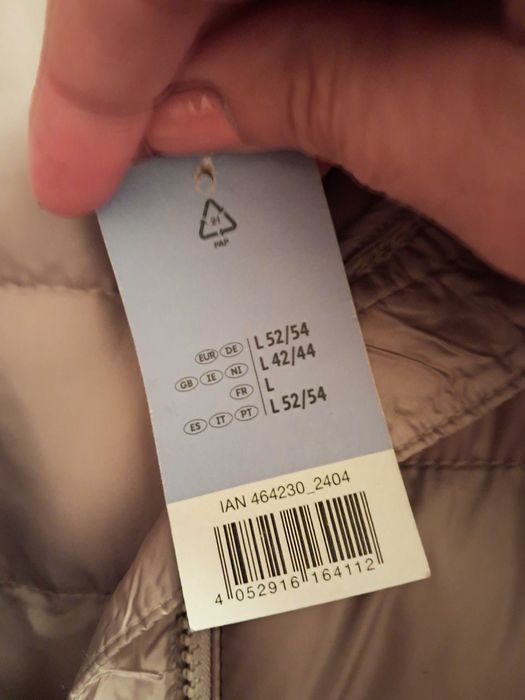 21
PAP
EUR DE L 52/54
GB IE NI L 42/44
FR L
ES IT PT L 52/54
IAN 464230_2404
4 052916 164112